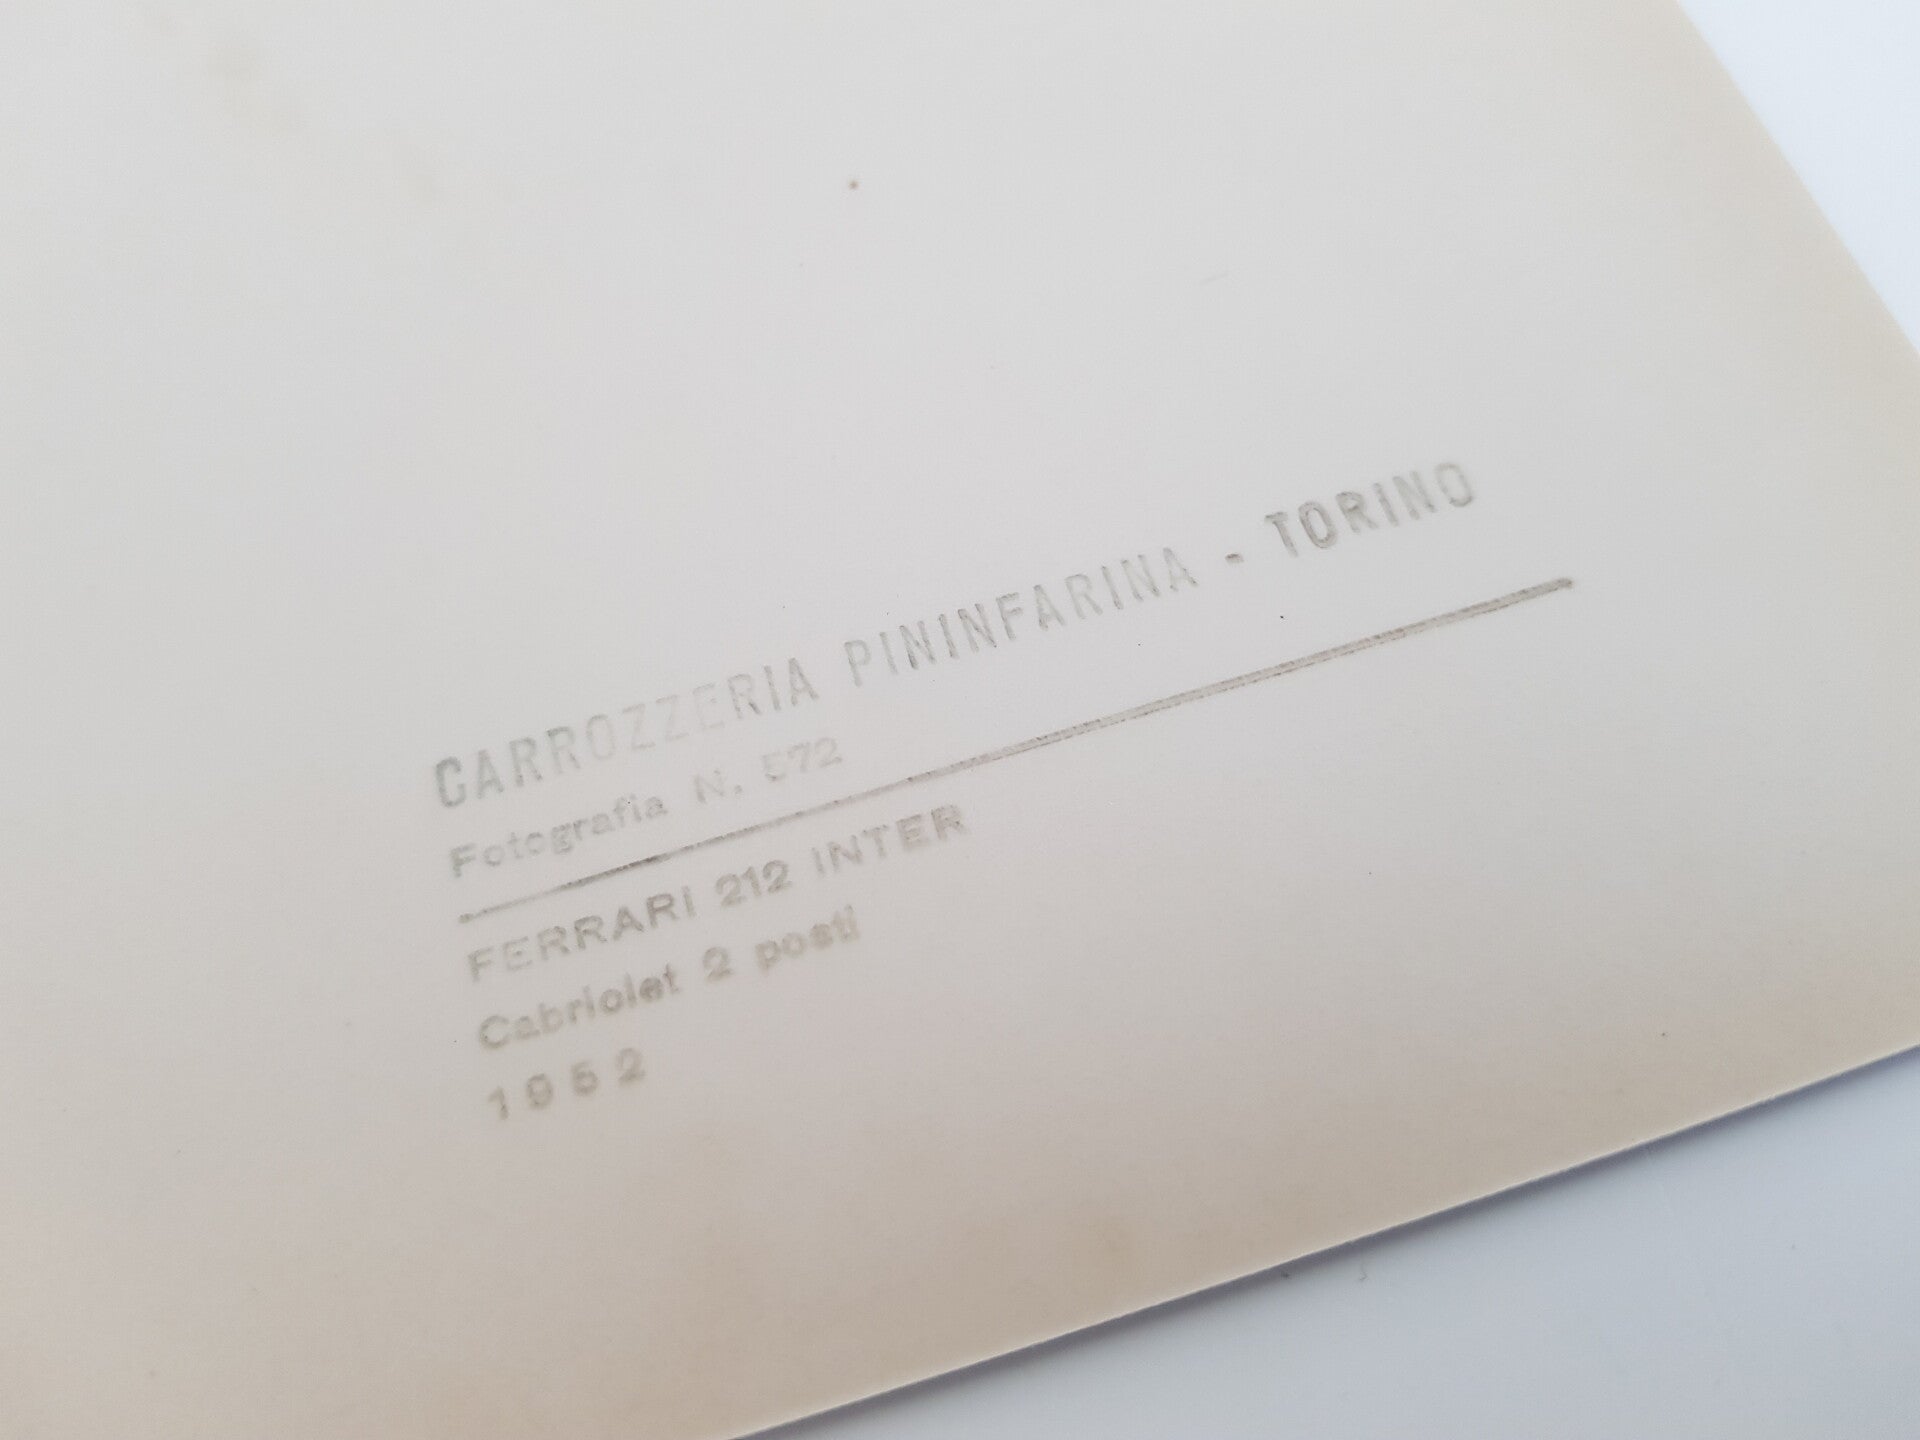 CARROZZERIA PININFARINA - TORINO
Fotografia N. 572
FERRARI 212 INTER
Cabriolet 2 posti
1952